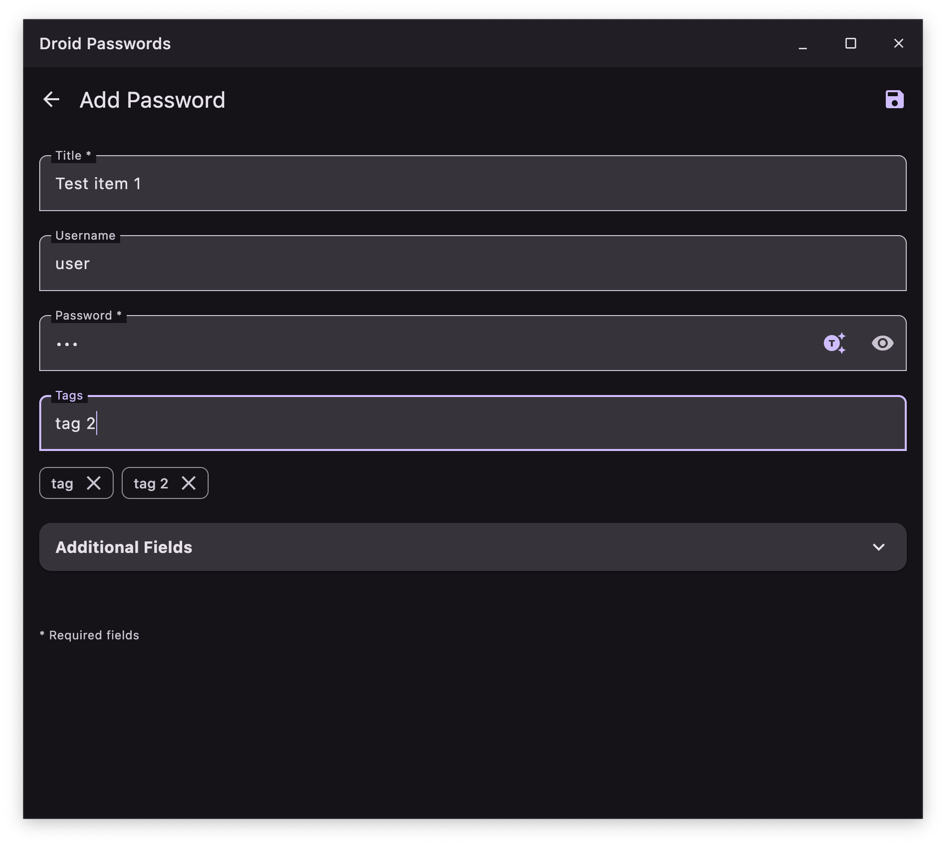 Droid Passwords
Add Password
Title *
Test item 1
Username
user
Password *
•••
Tags
tag 2
tag tag 2
Additional Fields
* Required fields